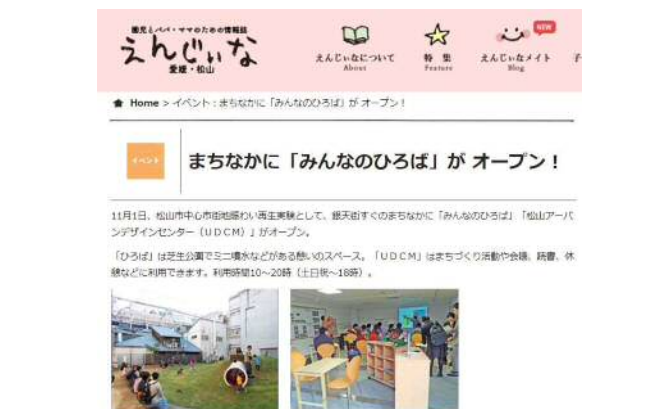 園児とパパ・ママのための情報誌
えんじぃな
愛媛・松山
えんじぃなについて
About
特 集
Feature
NEW
えんじぃなメイト
Blog
子
Home > イベント : まちなかに「みんなのひろば」が オープン！
イベント
まちなかに「みんなのひろば」が オープン！
11月1日、松山市中心市街地賑わい再生実験として、銀天街すぐのまちなかに「みんなのひろば」「松山アーバ
ンデザインセンター（UDCM）」がオープン。
「ひろば」は芝生公園でミニ噴水などがある憩いのスペース。「UDCM」はまちづくり活動や会議、読書、休
憩などに利用できます。利用時間10～20時（土日祝～18時）。